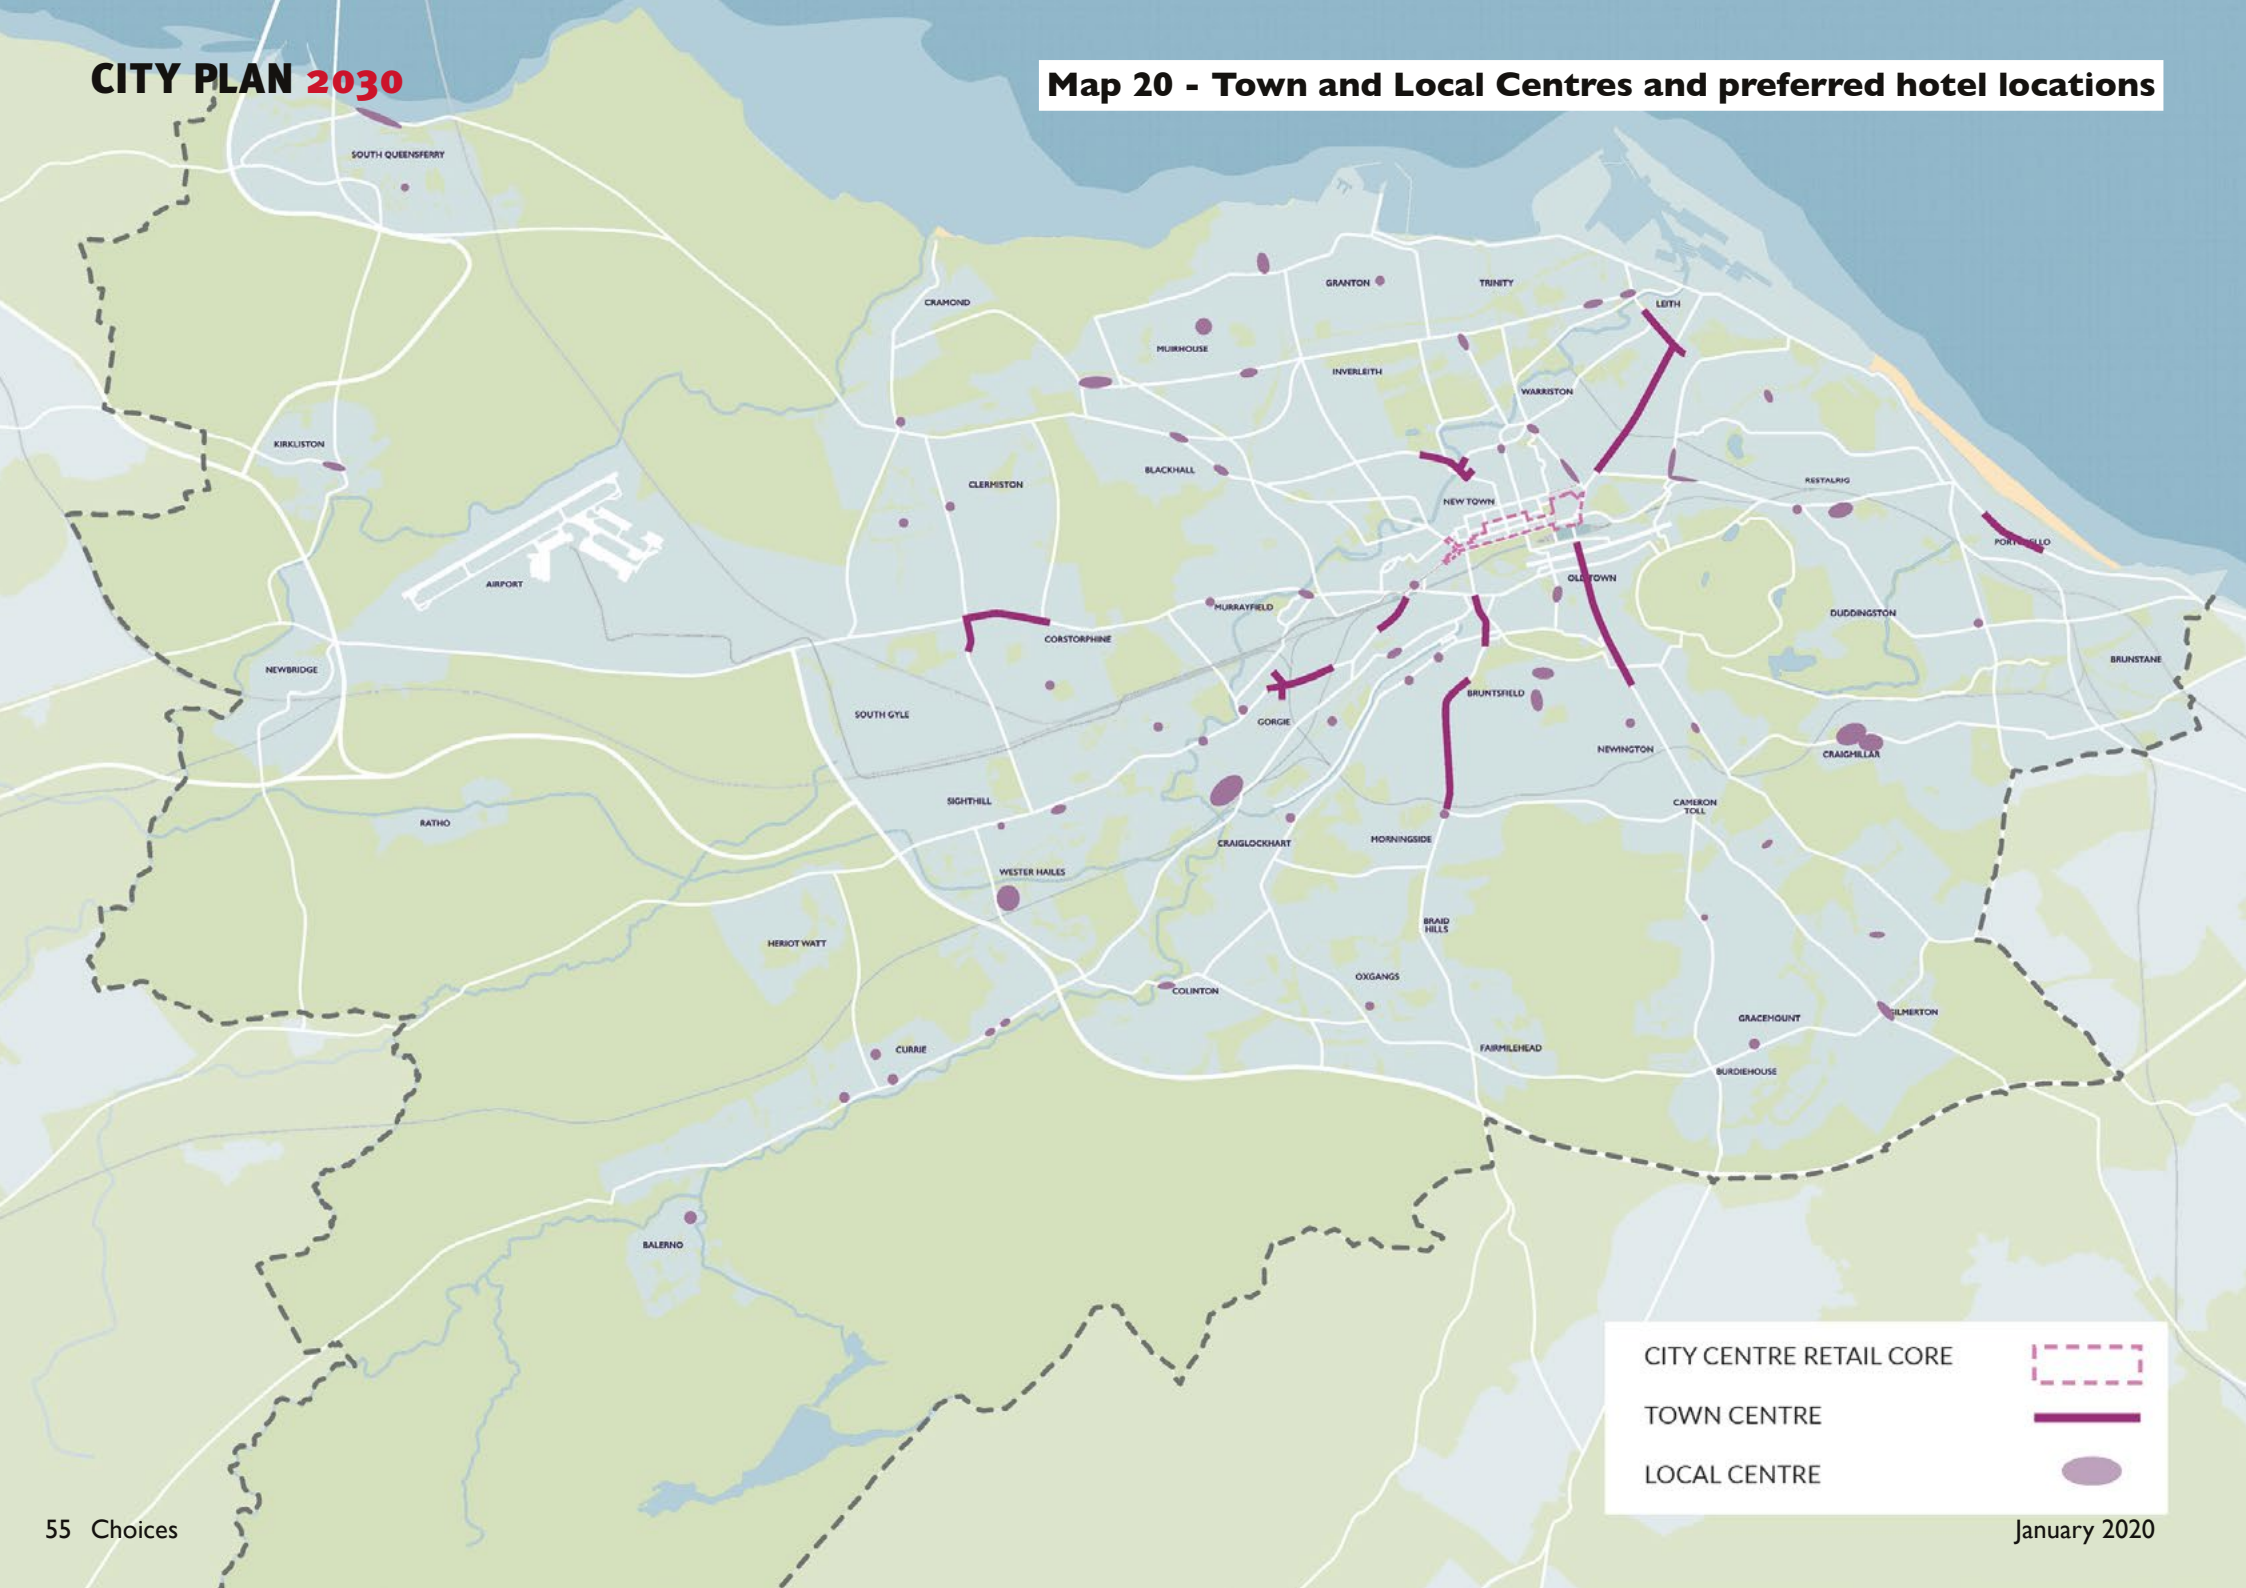 CITY PLAN 2030
Map 20 - Town and Local Centres and preferred hotel locations
SOUTH QUEENSFERRY
GRANTON
TRINITY
CRAMOND
LEITH
MUIRHOUSE
INVERLEITH
WARRISTON
KIRKLISTON
BLACKHALL
CLERMISTON
RESTALRIG
NEW TOWN
PORTOBELLO
AIRPORT
OLD TOWN
MURRAYFIELD
DUDDINGSTON
CORSTORPHINE
BRUNSTANE
NEWBRIDGE
BRUNTSFIELD
SOUTH GYLE
GORGIE
NEWINGTON
CRAIGMILLAR
SIGHTHILL
CAMERON
TOLL
RATHO
CRAIGLOCKHART
MORNINGSIDE
WESTER HAILES
BRAID
HILLS
HERIOT WATT
OXGANGS
COLINTON
GILMERTON
GRACEMOUNT
CURRIE
FAIRMILEHEAD
BURDIEHOUSE
BALERNO
CITY CENTRE RETAIL CORE
TOWN CENTRE
LOCAL CENTRE
55 Choices
January 2020